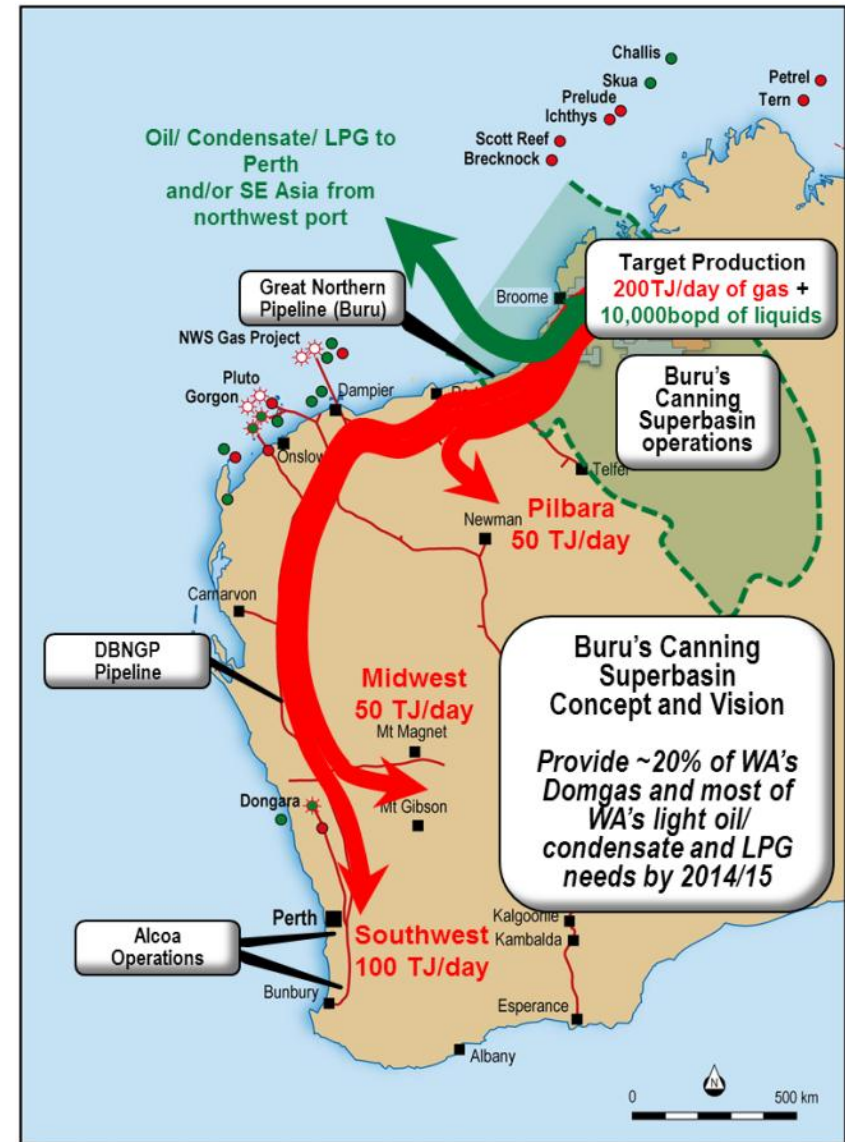 Challis
Skua
Petrel
Tern
Prelude
Ichthys
Scott Reef
Brecknock
Oil/ Condensate/ LPG to
Perth
and/or SE Asia from
northwest port
Target Production
200TJ/day of gas +
10,000bopd of liquids
Great Northern
Pipeline (Buru)
Broome
NWS Gas Project
Pluto
Gorgon
Dampier
Buru's
Canning
Superbasin
operations
Onslow
Telfer
Pilbara
50 TJ/day
Newman
Carnarvon
DBNGP
Pipeline
Midwest
50 TJ/day
Mt Magnet
Buru's Canning
Superbasin
Concept and Vision
Provide ~20% of WA's
Domgas and most of
WA's light oil/
condensate and LPG
needs by 2014/15
Dongara
Mt Gibson
Perth
Alcoa
Operations
Southwest
100 TJ/day
Kalgoorlie
Kambalda
Bunbury
Esperance
Albany
N
0 500 km